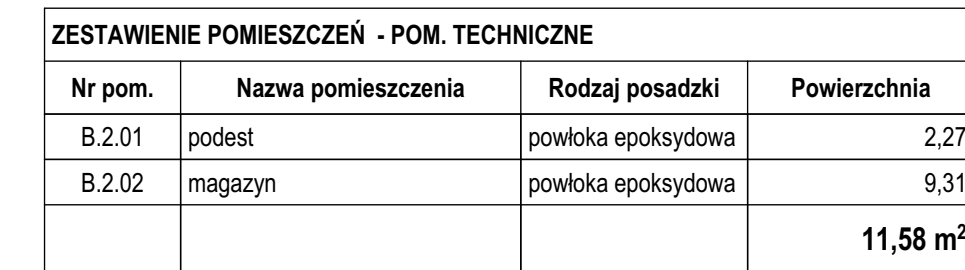 ZESTAWIENIE POMIESZCZEŃ - POM. TECHNICZNE
Nr pom. Nazwa pomieszczenia Rodzaj posadzki Powierzchnia
B.2.01 podest powłoka epoksydowa 2,27
B.2.02 magazyn powłoka epoksydowa 9,31
11,58 m²